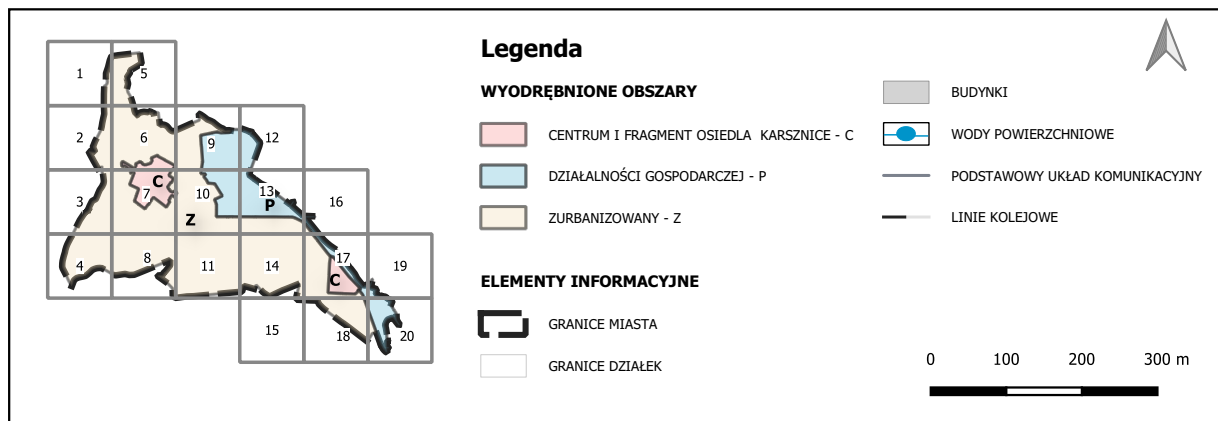 1
5
2
6
9
12
3
C
7
10
13
P
16
Z
4
8
11
14
17
C
19
15
18
20
Legenda
WYODRĘBNIONE OBSZARY
CENTRUM I FRAGMENT OSIEDLA KARSZNICE - C
DZIAŁALNOŚCI GOSPODARCZEJ - P
ZURBANIZOWANY - Z
ELEMENTY INFORMACYJNE
GRANICE MIASTA
GRANICE DZIAŁEK
BUDYNKI
WODY POWIERZCHNIOWE
PODSTAWOWY UKŁAD KOMUNIKACYJNY
LINIE KOLEJOWE
0 100 200 300 m